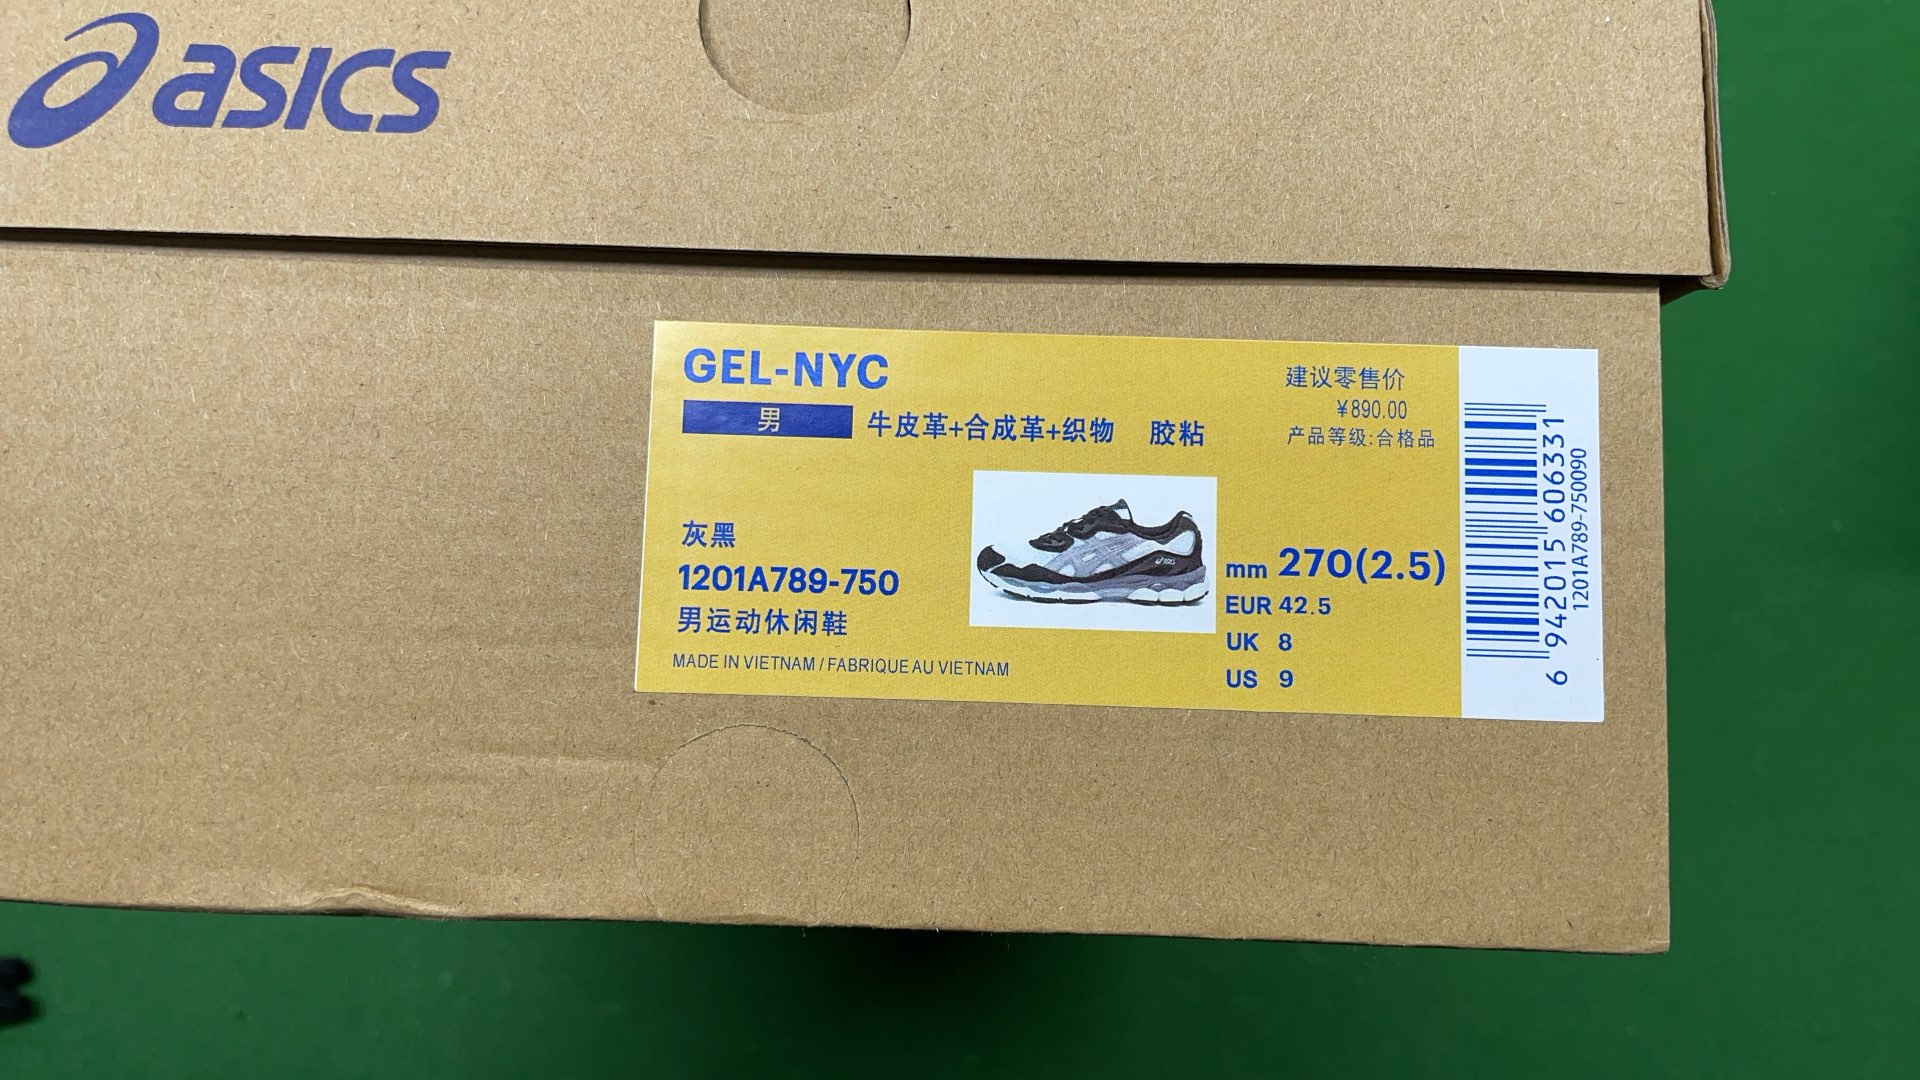 asics
GEL-NYC
男
牛皮革+合成革+织物 胶粘
建议零售价
¥890.00
产品等级:合格品
灰黑
1201A789-750
男运动休闲鞋
MADE IN VIETNAM / FABRIQUE AU VIETNAM
mm 270(2.5)
EUR 42.5
UK 8
US 9
6 942015 606331
1201A789-750090